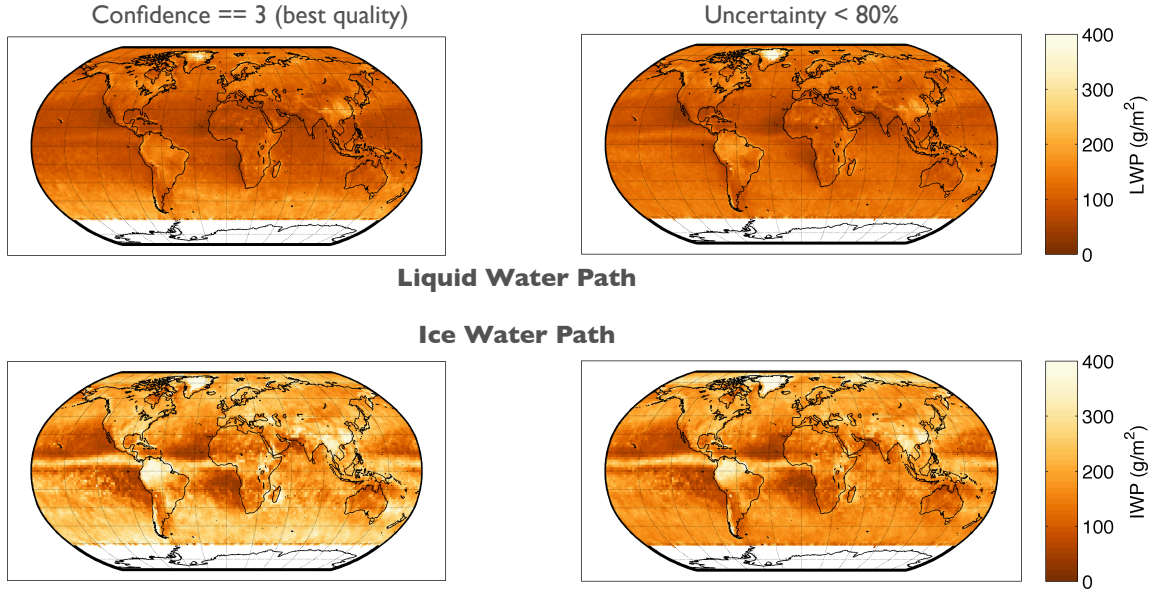 Confidence == 3 (best quality)
Uncertainty < 80%
400
300
200
100
0
LWP (g/m²)
Liquid Water Path
Ice Water Path
400
300
200
100
0
IWP (g/m²)